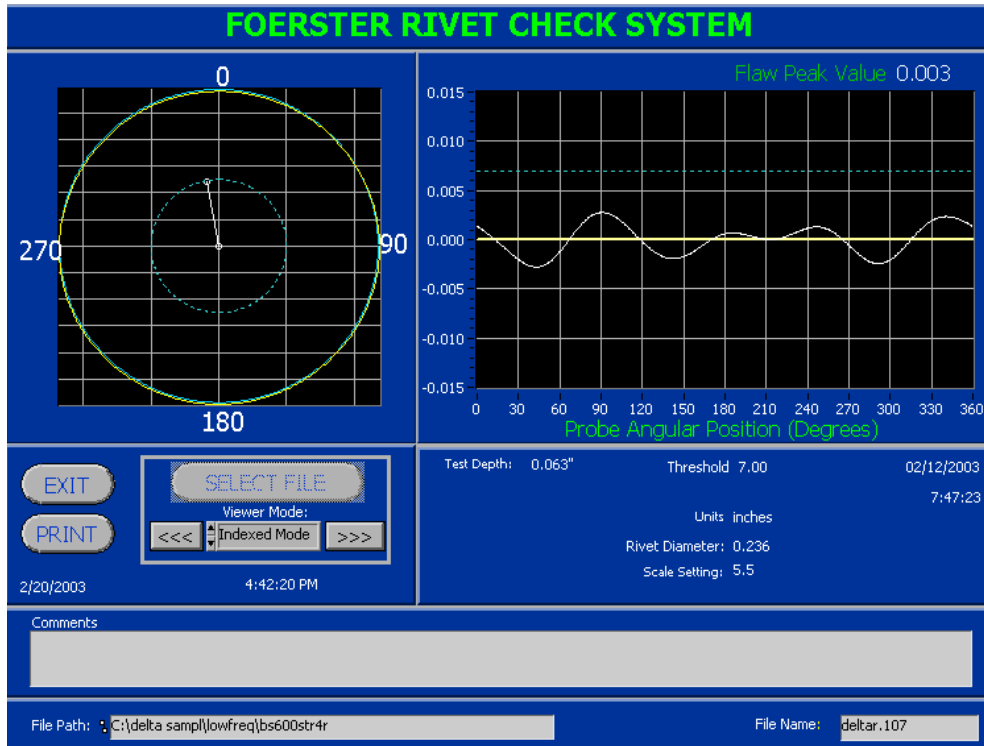 FOERSTER RIVET CHECK SYSTEM
0
270
90
180
Flaw Peak Value 0.003
0.015
0.010
0.005
0.000
-0.005
-0.010
-0.015
0 30 60 90 120 150 180 210 240 270 300 330 360
Probe Angular Position (Degrees)
EXIT
PRINT
SELECT FILE
Viewer Mode:
<<< Indexed Mode >>>
2/20/2003 4:42:20 PM
Test Depth: 0.063" Threshold 7.00 02/12/2003
7:47:23
Units inches
Rivet Diameter: 0.236
Scale Setting: 5.5
Comments
File Path: C:\delta sampl\lowfreq\bs600str4r
File Name: deltar.107